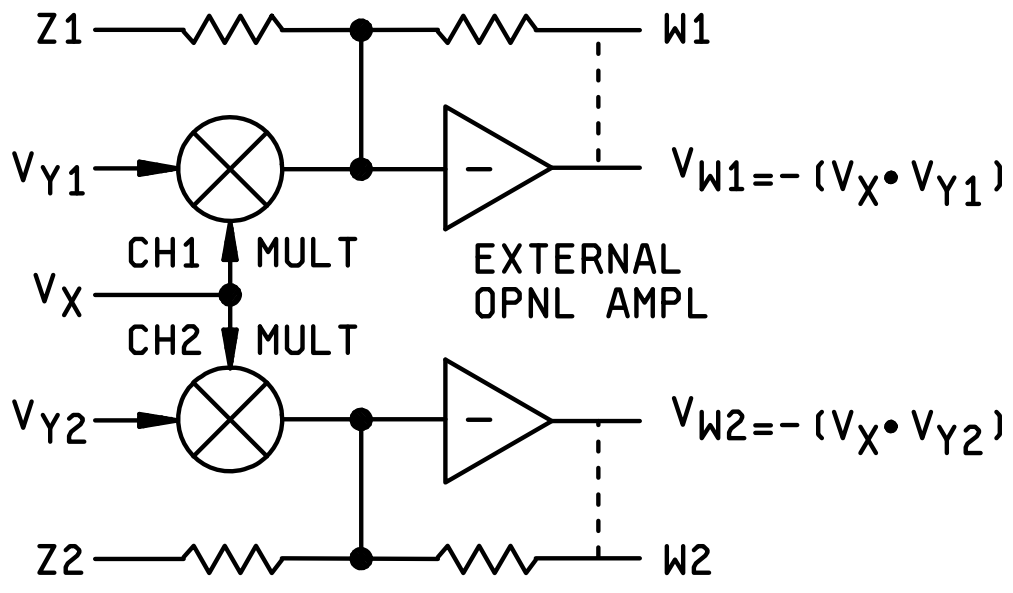 Z1 W1
VY1 VW1=-(VX•VY1)
CH1 MULT
EXTERNAL
VX
OPNL AMPL
CH2 MULT
VY2 VW2=-(VX•VY2)
Z2 W2